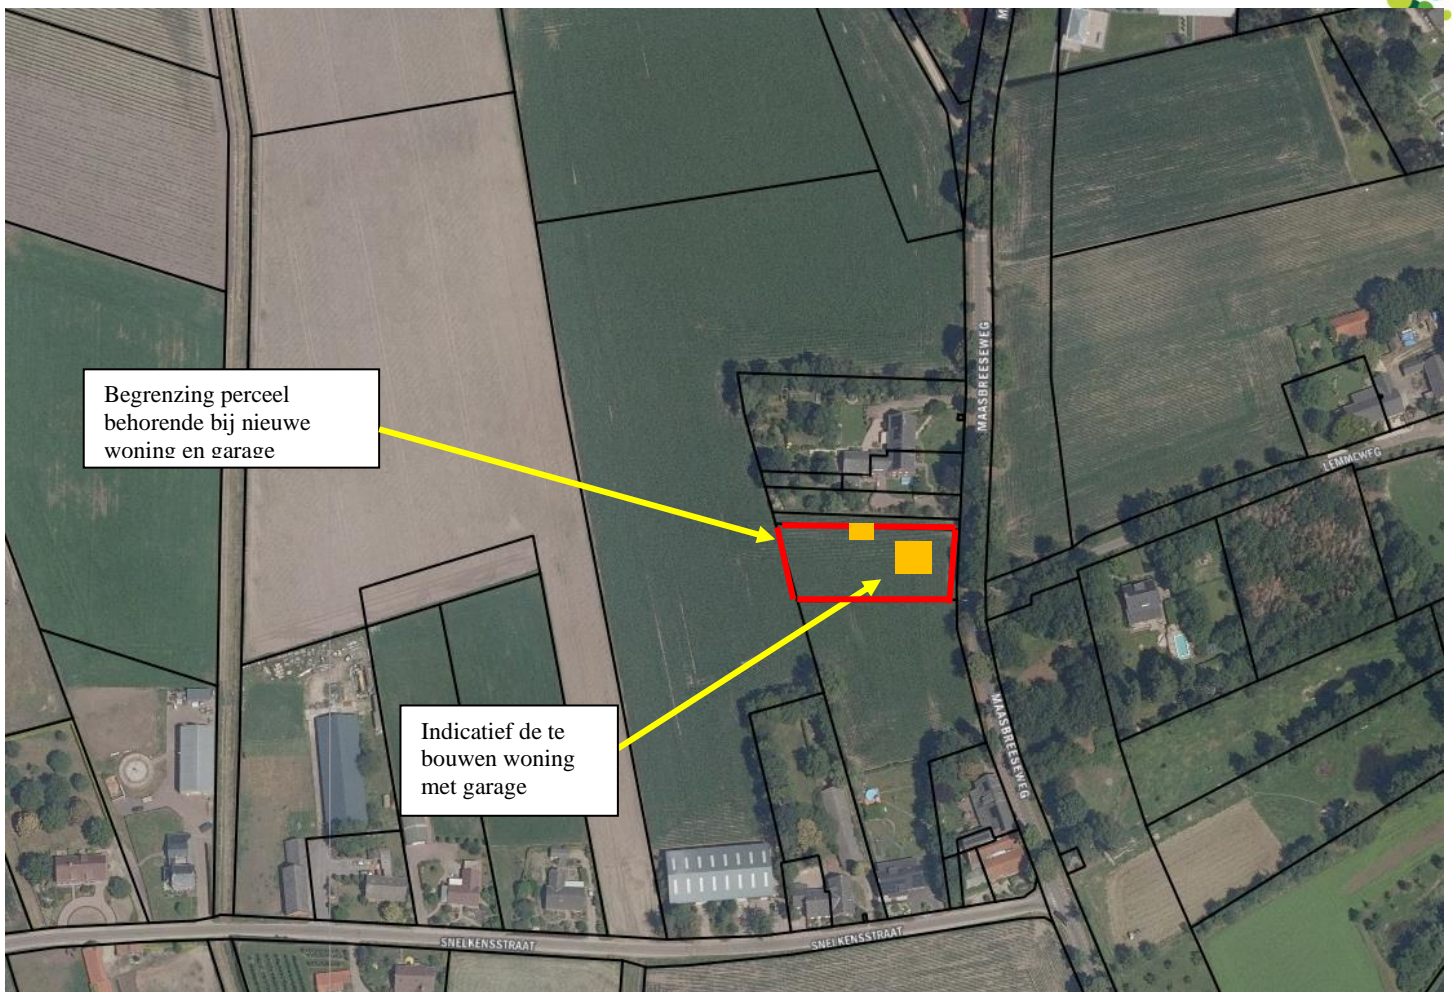 M
MAASBREESEWEG
Begrenzing perceel
behorende bij nieuwe
woning en garage
LEMMEWEG
Indicatief de te
bouwen woning
met garage
MAASBREESEWEG
SNELKENSSTRAAT
SNELKENSSTRAAT